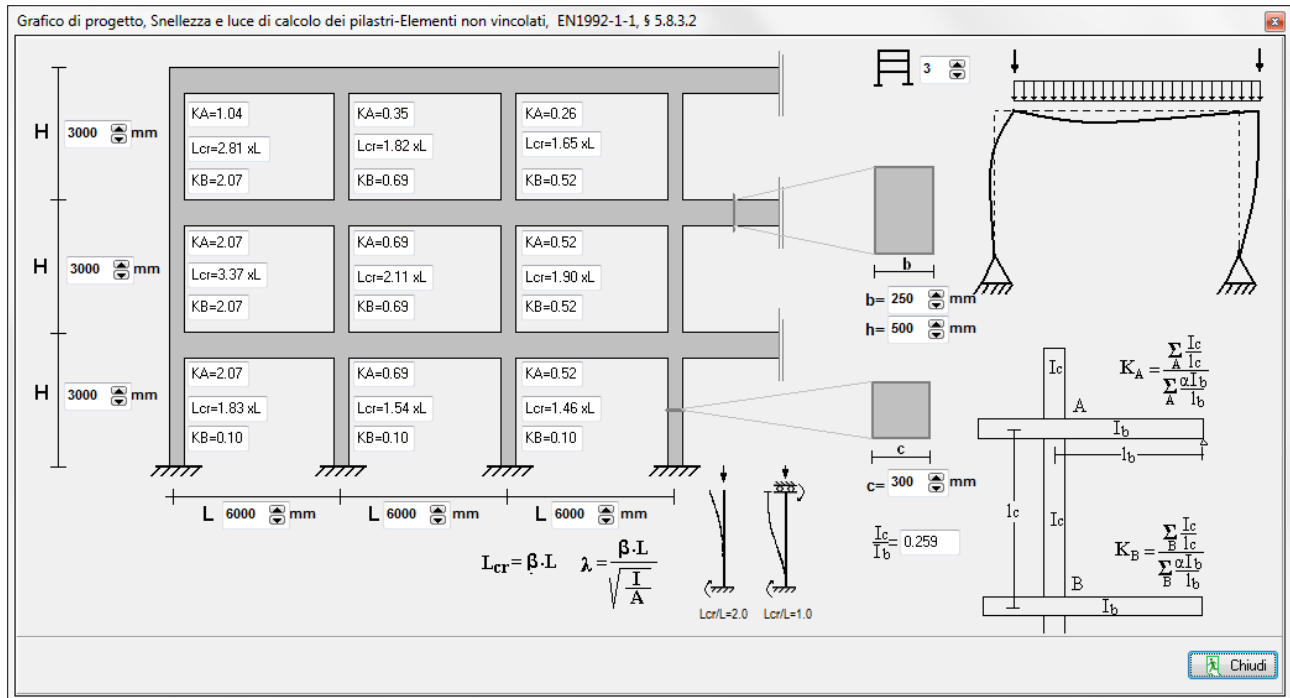 Grafico di progetto, Snellezza e luce di calcolo dei pilastri-Elementi non vincolati, EN1992-1-1, § 5.8.3.2
3
H 3000 mm
KA=1.04
KA=0.35
KA=0.26
Lcr=2.81 xL
Lcr=1.82 xL
Lcr=1.65 xL
KB=2.07
KB=0.69
KB=0.52
H 3000 mm
KA=2.07
KA=0.69
KA=0.52
Lcr=3.37 xL
Lcr=2.11 xL
Lcr=1.90 xL
KB=2.07
KB=0.69
KB=0.52
H 3000 mm
KA=2.07
KA=0.69
KA=0.52
Lcr=1.83 xL
Lcr=1.54 xL
Lcr=1.46 xL
KB=0.10
KB=0.10
KB=0.10
L 6000 mm
L 6000 mm
L 6000 mm
b
b= 250 mm
h= 500 mm
c
c= 300 mm
Ic/Ib= 0.259
Lcr = β·L
λ = β·L / √(I/A)
Lcr/L=2.0
Lcr/L=1.0
Ic
KA = ΣA Ic/lc / ΣA αIb/lb
A
Ib
lb
lc
Ic
KB = ΣB Ic/lc / ΣB αIb/lb
B
Ib
Chiudi